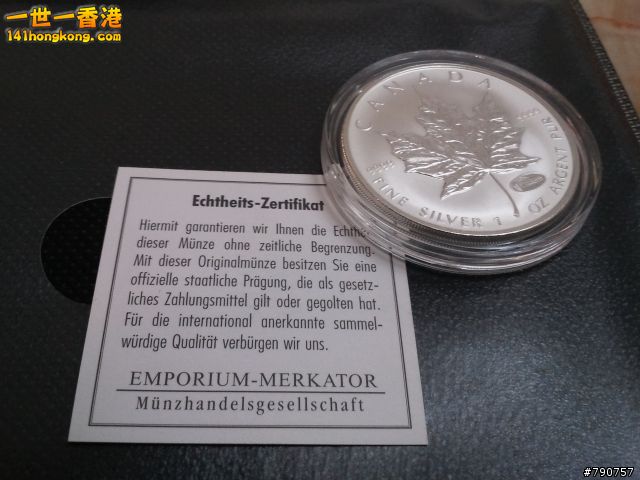 一世一香港
141hongkong.com
CANADA
9999
9999
FINE SILVER 1 OZ ARGENT PUR
Echtheits-Zertifikat
Hiermit garantieren wir Ihnen die Echthe
dieser Münze ohne zeitliche Begrenzung.
Mit dieser Originalmünze besitzen Sie eine
offizielle staatliche Prägung, die als gesetz-
liches Zahlungsmittel gilt oder gegolten hat.
Für die international anerkannte sammel-
würdige Qualität verbürgen wir uns.
EMPORIUM-MERKATOR
Münzhandelsgesellschaft
#790757